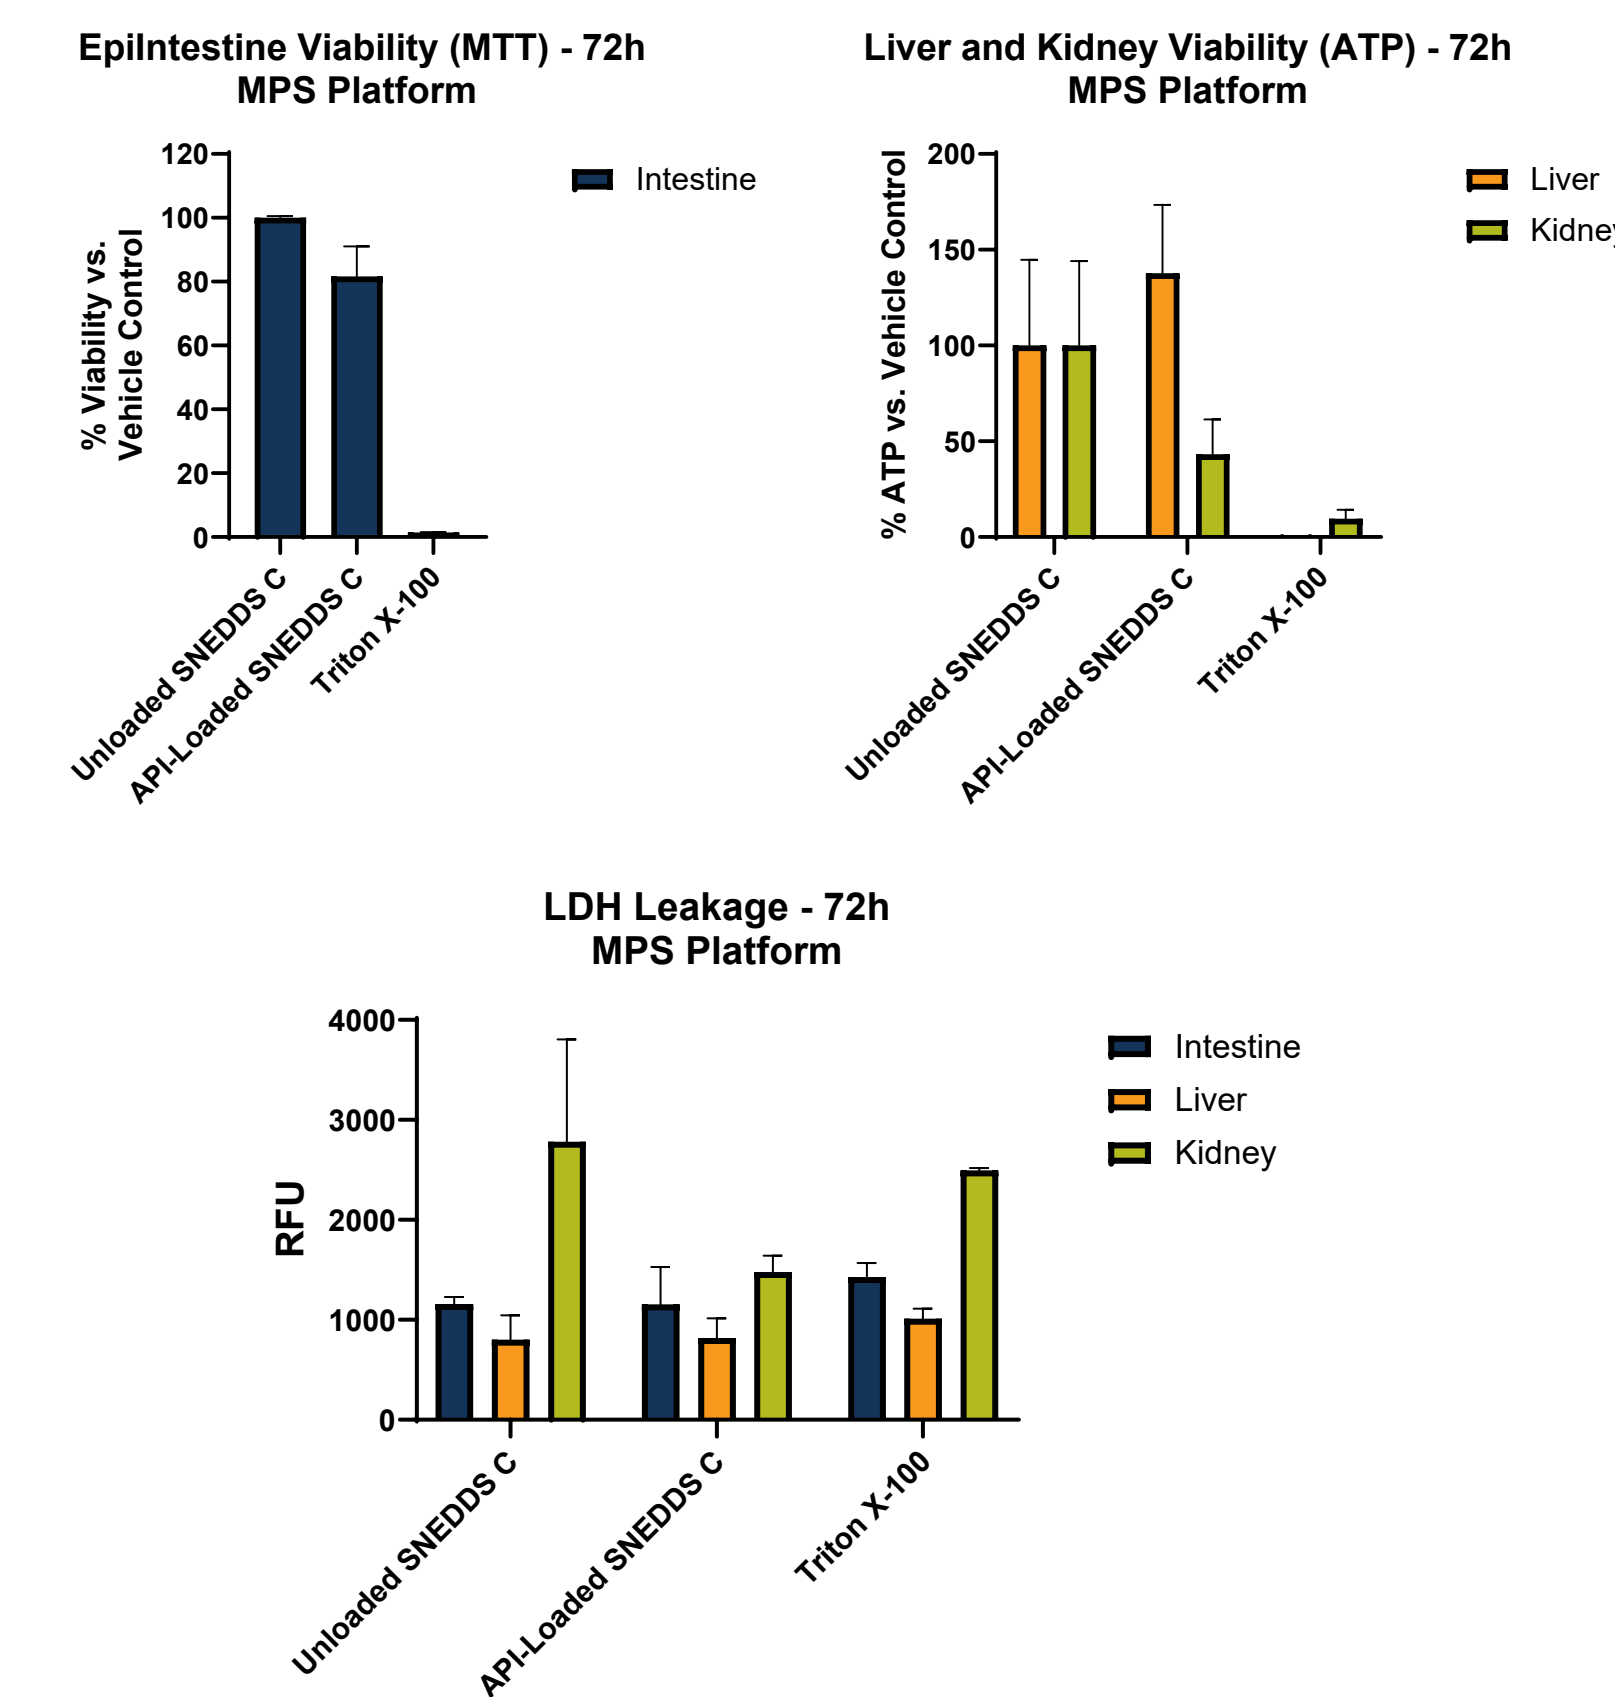 EpiIntestine Viability (MTT) - 72h
MPS Platform
% Viability vs.
Vehicle Control
120
100
80
60
40
20
0
Unloaded SNEDDS C
API-Loaded SNEDDS C
Triton X-100
Intestine
Liver and Kidney Viability (ATP) - 72h
MPS Platform
% ATP vs. Vehicle Control
200
150
100
50
0
Unloaded SNEDDS C
API-Loaded SNEDDS C
Triton X-100
Liver
Kidney
LDH Leakage - 72h
MPS Platform
RFU
4000
3000
2000
1000
0
Unloaded SNEDDS C
API-Loaded SNEDDS C
Triton X-100
Intestine
Liver
Kidney